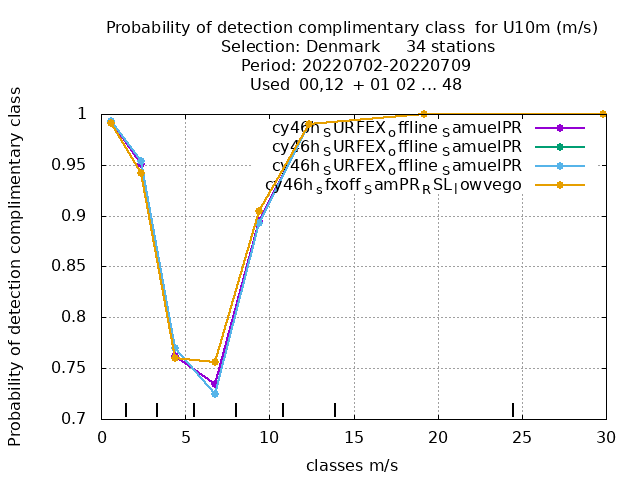 Probability of detection complimentary class  for U10m (m/s)
Selection: Denmark     34 stations
Period: 20220702-20220709
Used  00,12  + 01 02 ... 48
Probability of detection complimentary class
1
0.95
0.9
0.85
0.8
0.75
0.7
cy46h_SURFEX_offline_SamuelPR
cy46h_SURFEX_offline_SamuelPR
cy46h_SURFEX_offline_SamuelPR
cy46h_sfxoff_SamPR_RSL_lowvego
0 5 10 15 20 25 30
classes m/s